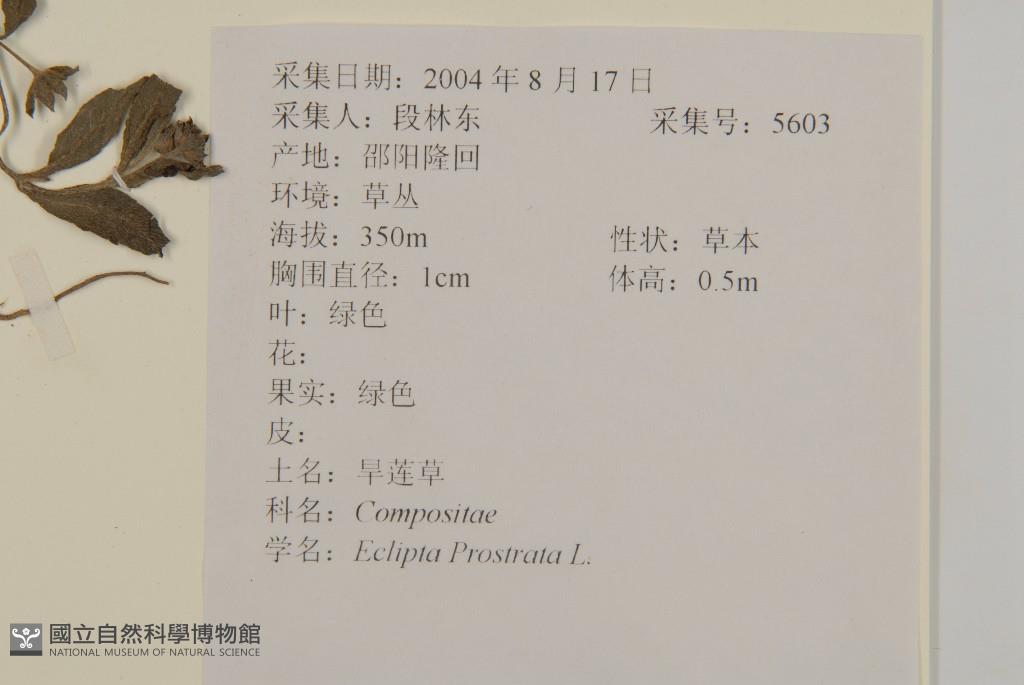 采集日期：2004 年 8 月 17 日
采集人：段林东 采集号：5603
产地：邵阳隆回
环境：草丛
海拔：350m 性状：草本
胸围直径：1cm 体高：0.5m
叶：绿色
花：
果实：绿色
皮：
土名：旱莲草
科名：Compositae
学名：Eclipta Prostrata L.
國立自然科學博物館
NATIONAL MUSEUM OF NATURAL SCIENCE